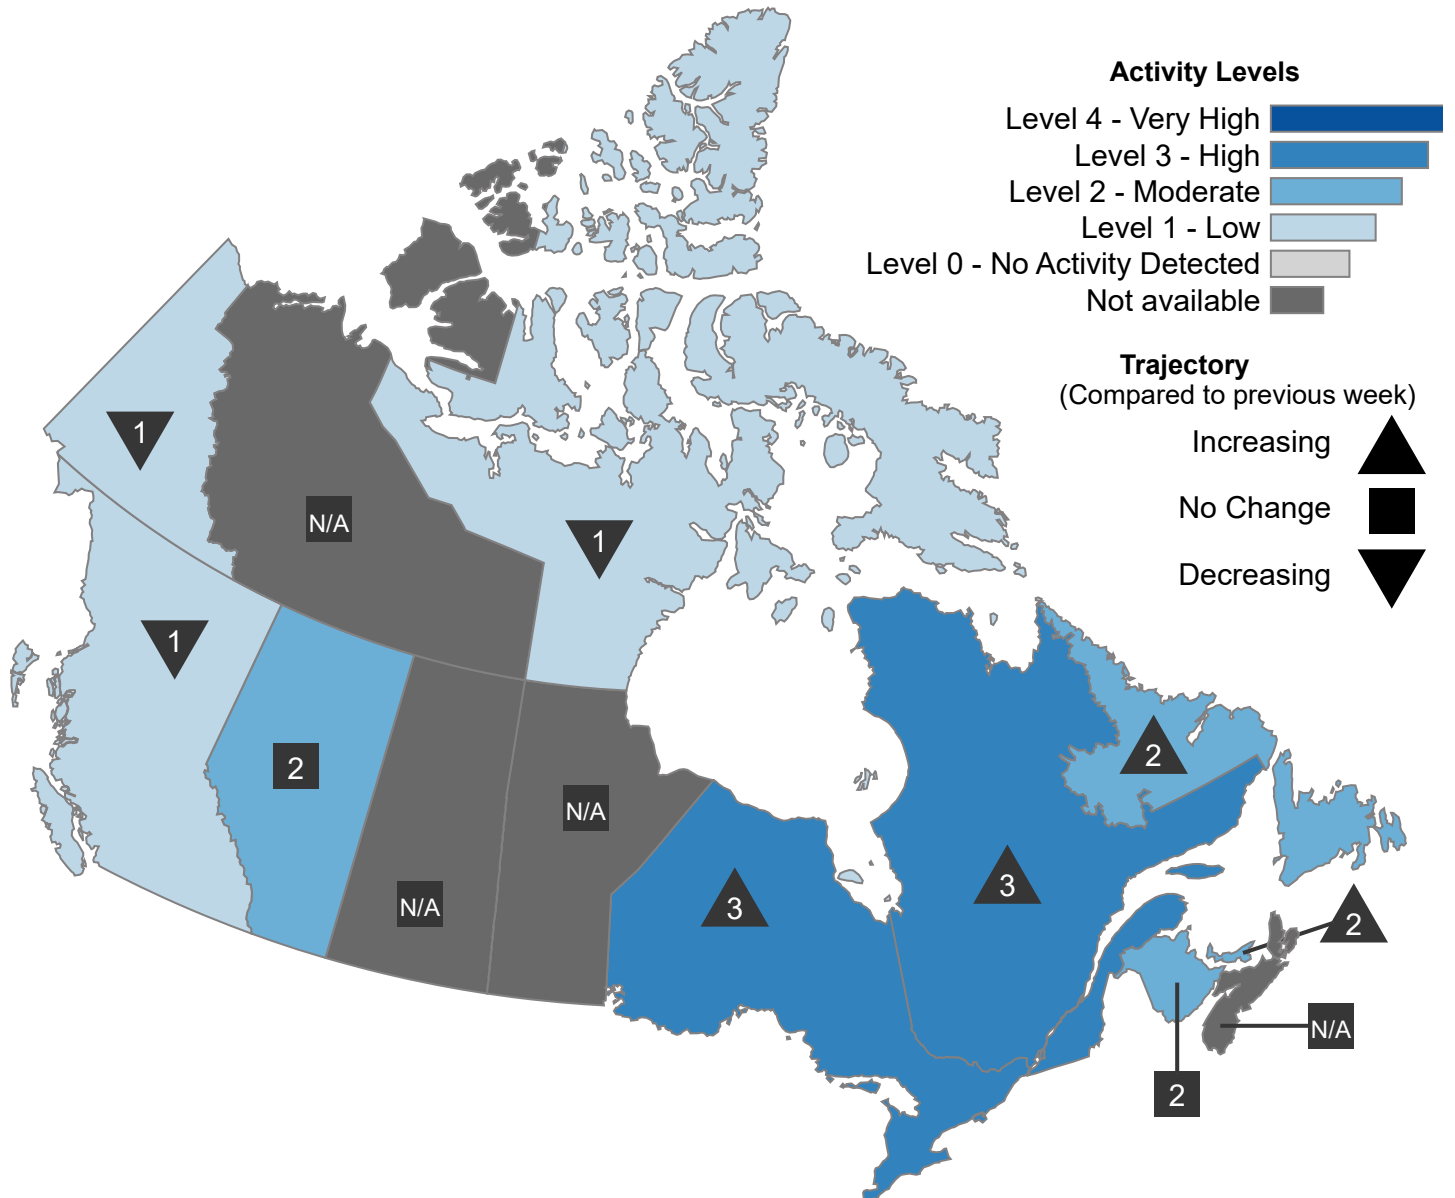 Activity Levels
Level 4 - Very High
Level 3 - High
Level 2 - Moderate
Level 1 - Low
Level 0 - No Activity Detected
Not available
Trajectory
(Compared to previous week)
Increasing
No Change
Decreasing
1
N/A
1
1
2
N/A
N/A
3
3
2
2
N/A
2